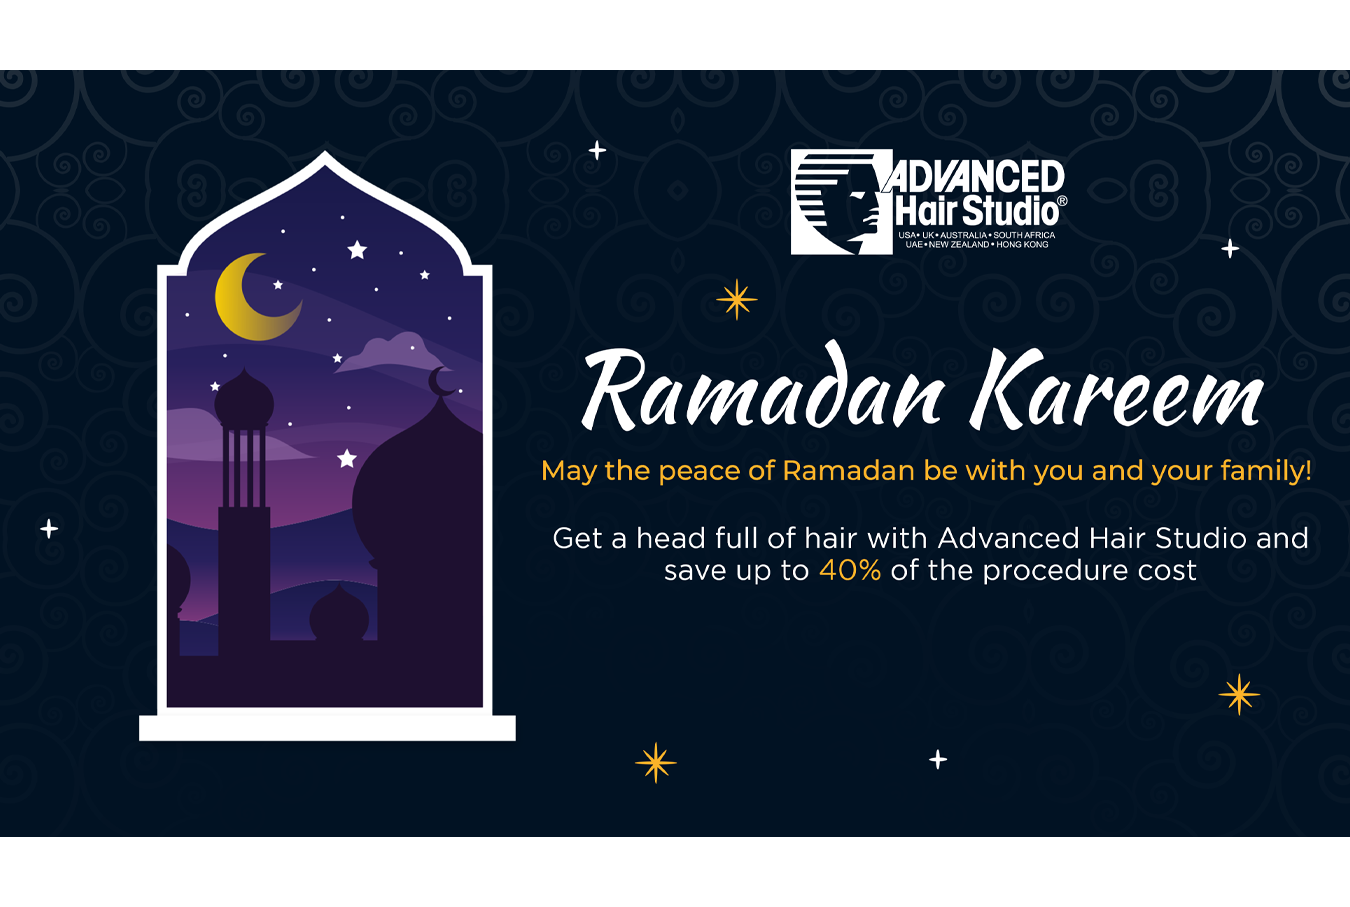 ADVANCED
Hair Studio®
USA• UK • AUSTRALIA • SOUTH AFRICA
UAE • NEW ZEALAND • HONG KONG
Ramadan Kareem
May the peace of Ramadan be with you and your family!
Get a head full of hair with Advanced Hair Studio and
save up to 40% of the procedure cost